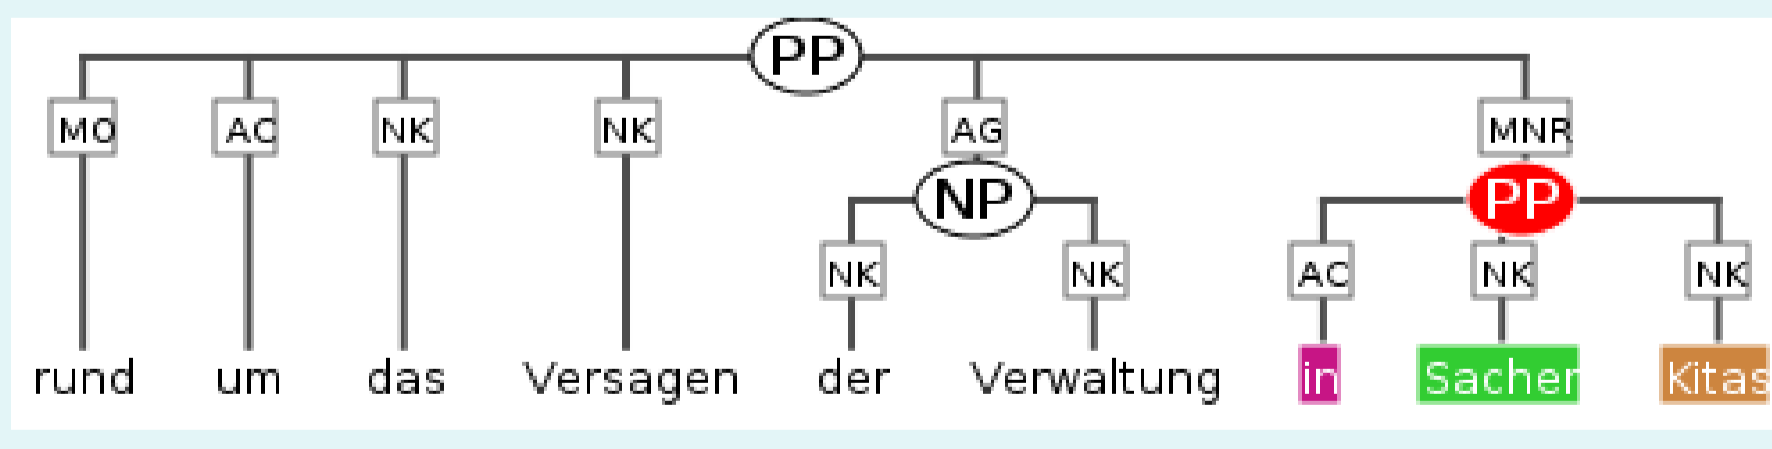 PP
MO AC NK NK AG MNR
NP PP
NK NK AC NK NK
rund um das Versagen der Verwaltung in Sachen Kitas